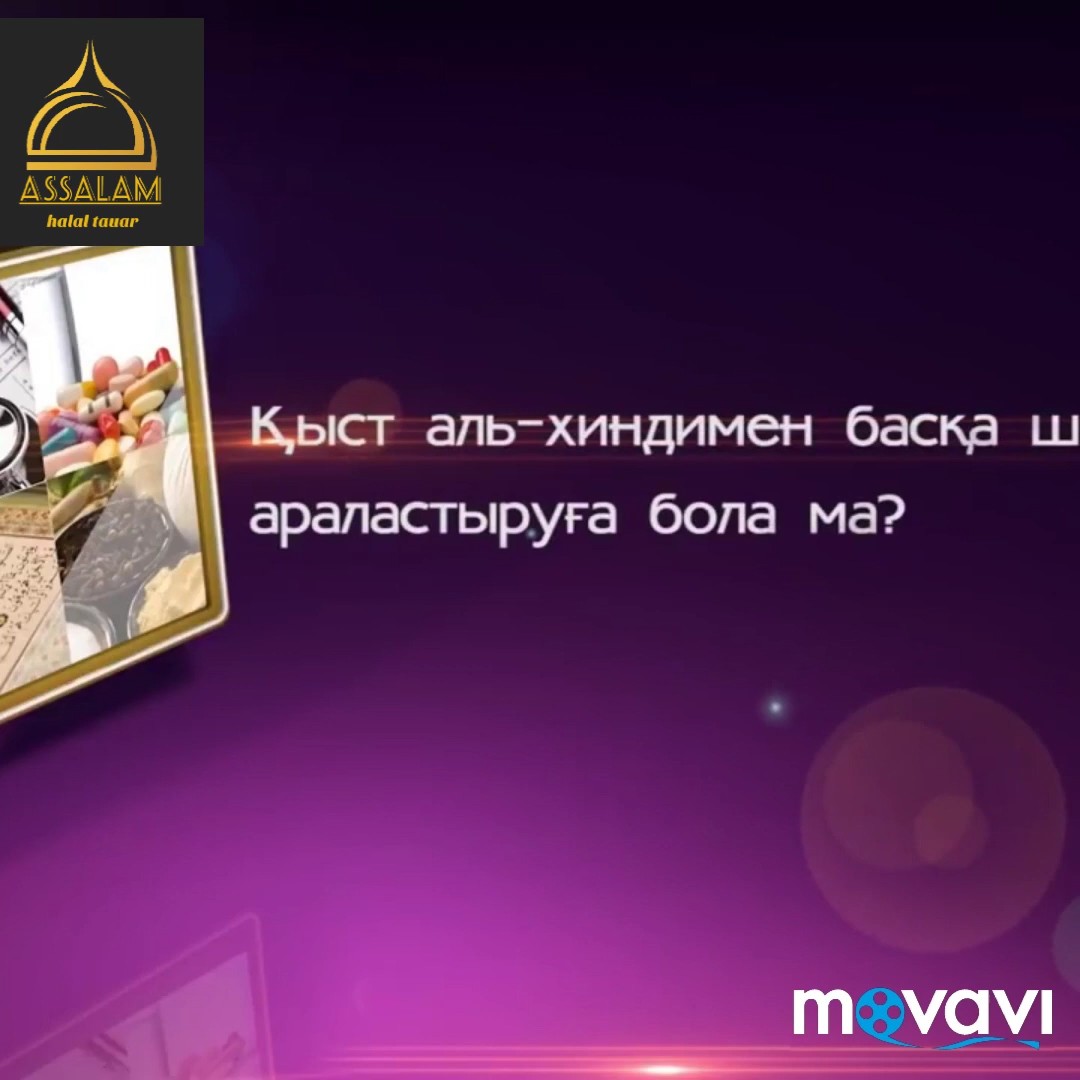 ASSALAM
halal tauar
Қыст аль-хиндимен басқа
араластыруға бола ма?
movavi